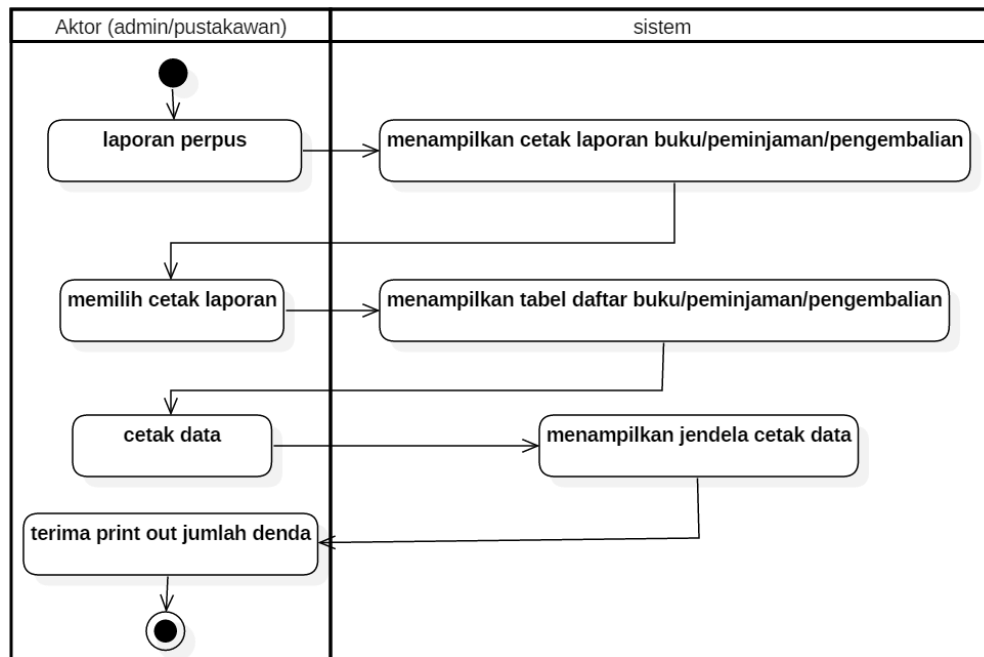 Aktor (admin/pustakawan)
sistem
laporan perpus
menampilkan cetak laporan buku/peminjaman/pengembalian
memilih cetak laporan
menampilkan tabel daftar buku/peminjaman/pengembalian
cetak data
menampilkan jendela cetak data
terima print out jumlah denda